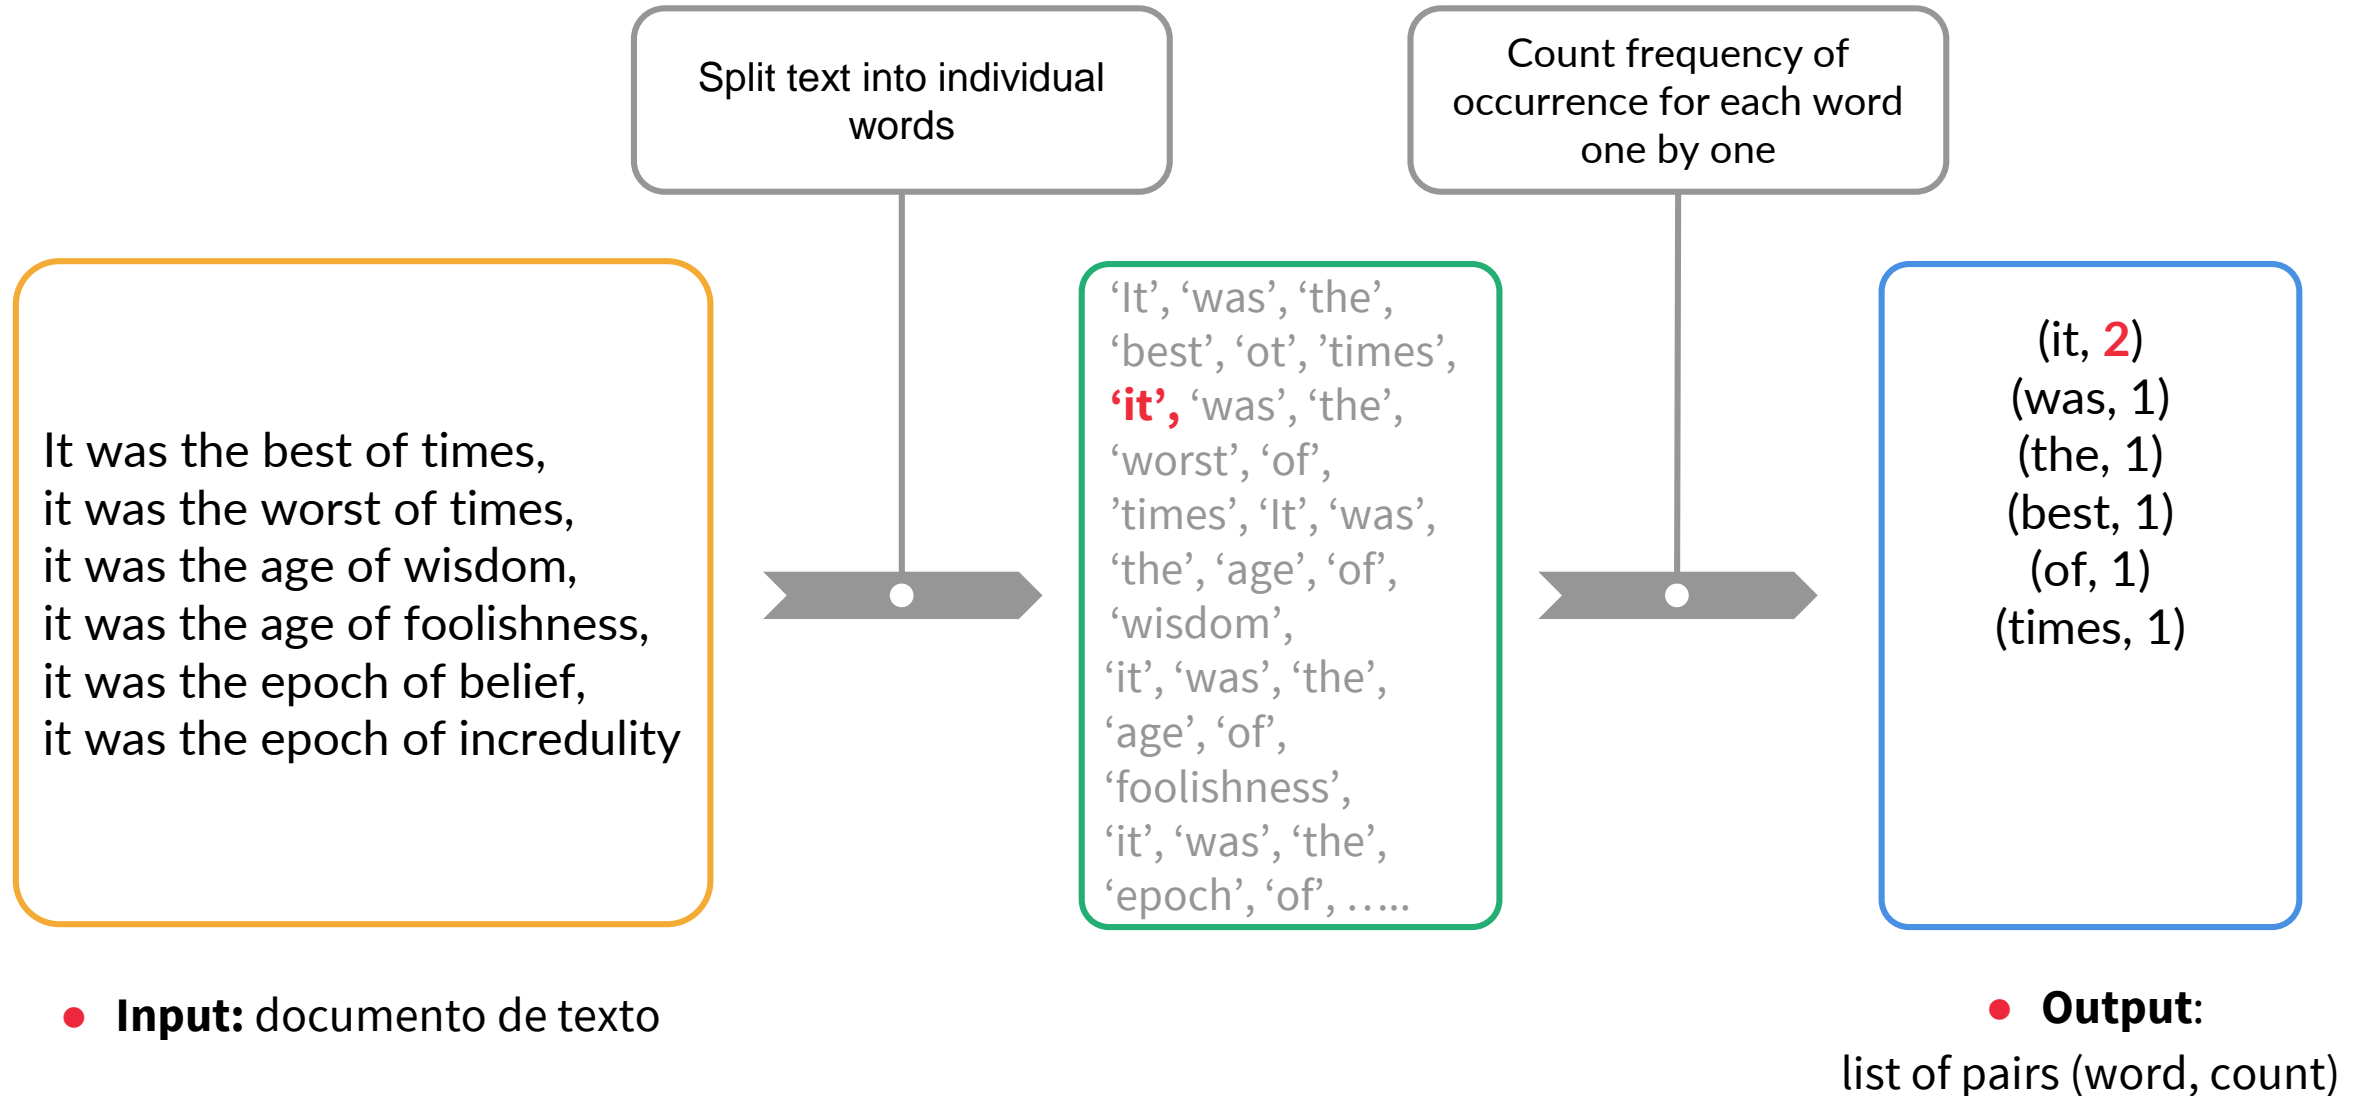 Split text into individual
words
Count frequency of
occurrence for each word
one by one
It was the best of times,
it was the worst of times,
it was the age of wisdom,
it was the age of foolishness,
it was the epoch of belief,
it was the epoch of incredulity
‘It’, ‘was’, ‘the’,
‘best’, ‘ot’, ’times’,
‘it’, ‘was’, ‘the’,
‘worst’, ‘of’,
’times’, ‘It’, ‘was’,
‘the’, ‘age’, ‘of’,
‘wisdom’,
‘it’, ‘was’, ‘the’,
‘age’, ‘of’,
‘foolishness’,
‘it’, ‘was’, ‘the’,
‘epoch’, ‘of’, …..
(it, 2)
(was, 1)
(the, 1)
(best, 1)
(of, 1)
(times, 1)
● Input: documento de texto
● Output:
list of pairs (word, count)